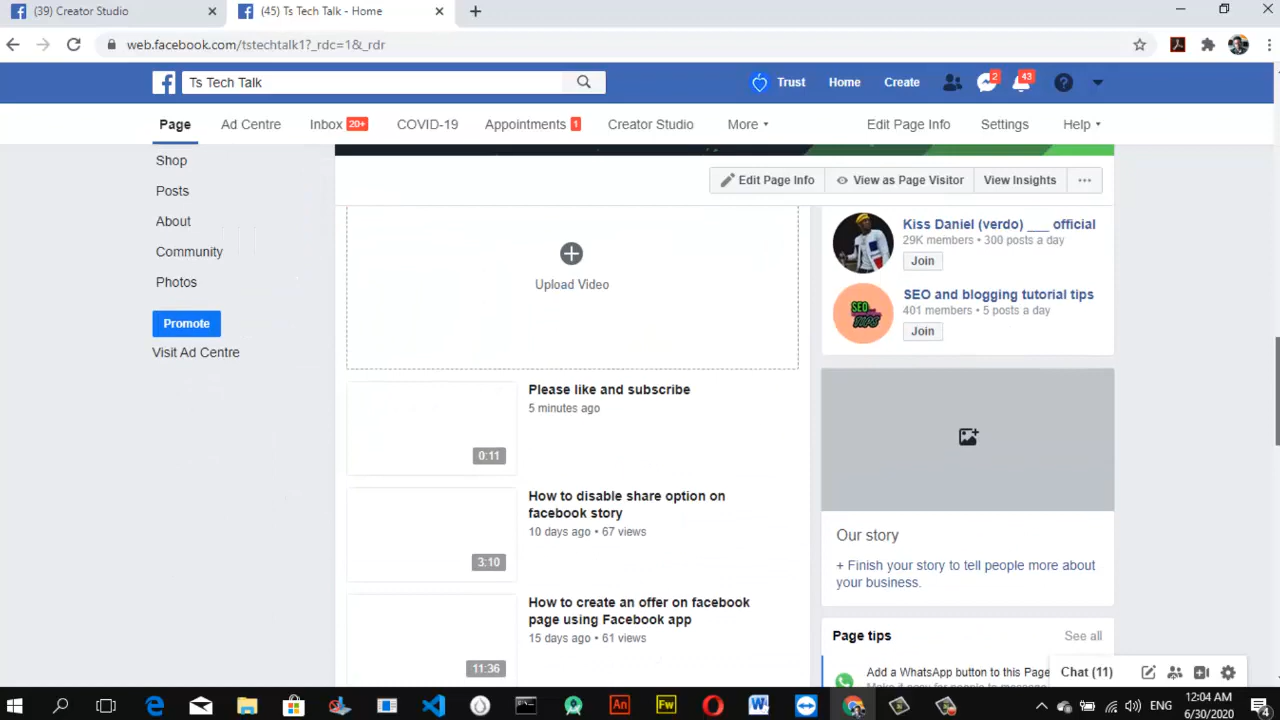 (39) Creator Studio
(45) Ts Tech Talk - Home
web.facebook.com/tstechtalk1?_rdc=1&_rdr
Ts Tech Talk
Trust
Home
Create
2
43
Page
Ad Centre
Inbox 20+
COVID-19
Appointments 1
Creator Studio
More
Edit Page Info
Settings
Help
Shop
Posts
About
Community
Photos
Promote
Visit Ad Centre
Edit Page Info
View as Page Visitor
View Insights
Upload Video
Please like and subscribe
5 minutes ago
0:11
How to disable share option on
facebook story
10 days ago • 67 views
3:10
How to create an offer on facebook
page using Facebook app
15 days ago • 61 views
11:36
Kiss Daniel (verdo) ___ official
29K members • 300 posts a day
Join
SEO TIPS
SEO and blogging tutorial tips
401 members • 5 posts a day
Join
Our story
+ Finish your story to tell people more about
your business.
Page tips
See all
Add a WhatsApp button to this Page
Chat (11)
An
Fw
W
ENG
12:04 AM
6/30/2020
4